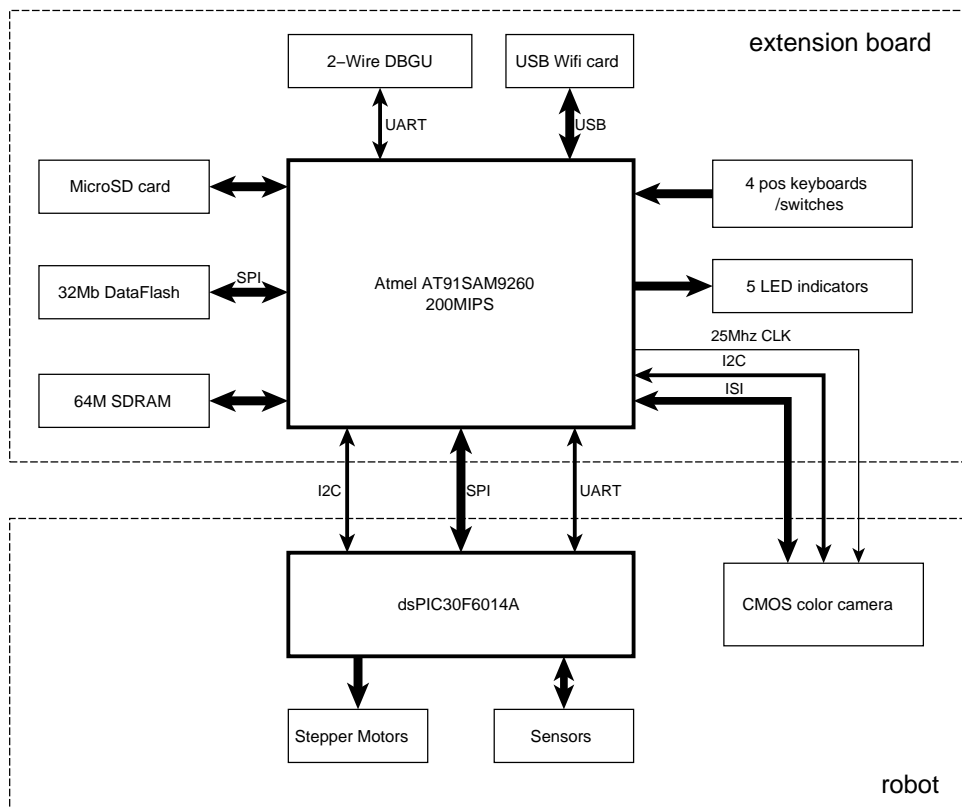 extension board
2−Wire DBGU
USB Wifi card
UART
USB
MicroSD card
4 pos keyboards
/switches
SPI
32Mb DataFlash
Atmel AT91SAM9260
200MIPS
5 LED indicators
25Mhz CLK
I2C
ISI
64M SDRAM
I2C
SPI
UART
dsPIC30F6014A
CMOS color camera
Stepper Motors
Sensors
robot